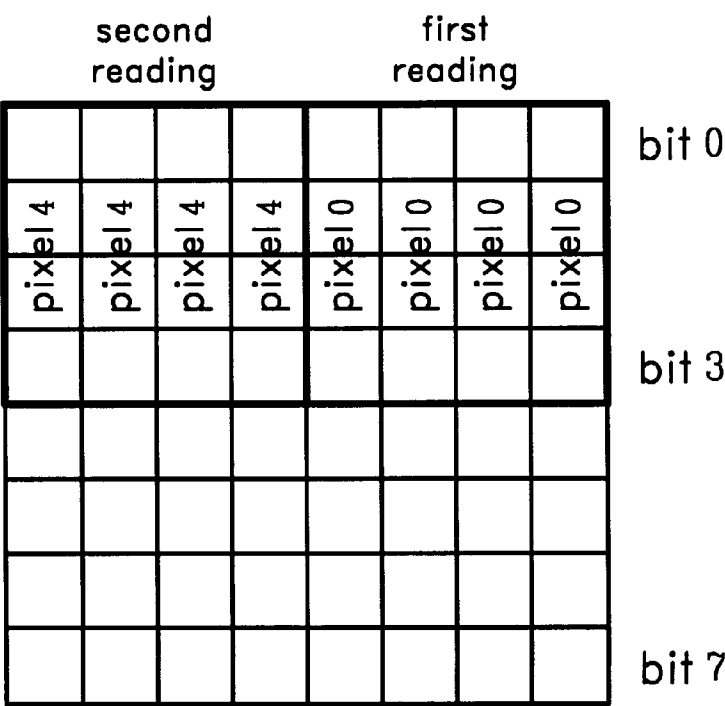 second reading
first reading
bit 0
pixel 4
pixel 4
pixel 4
pixel 4
pixel 0
pixel 0
pixel 0
pixel 0
bit 3
bit 7